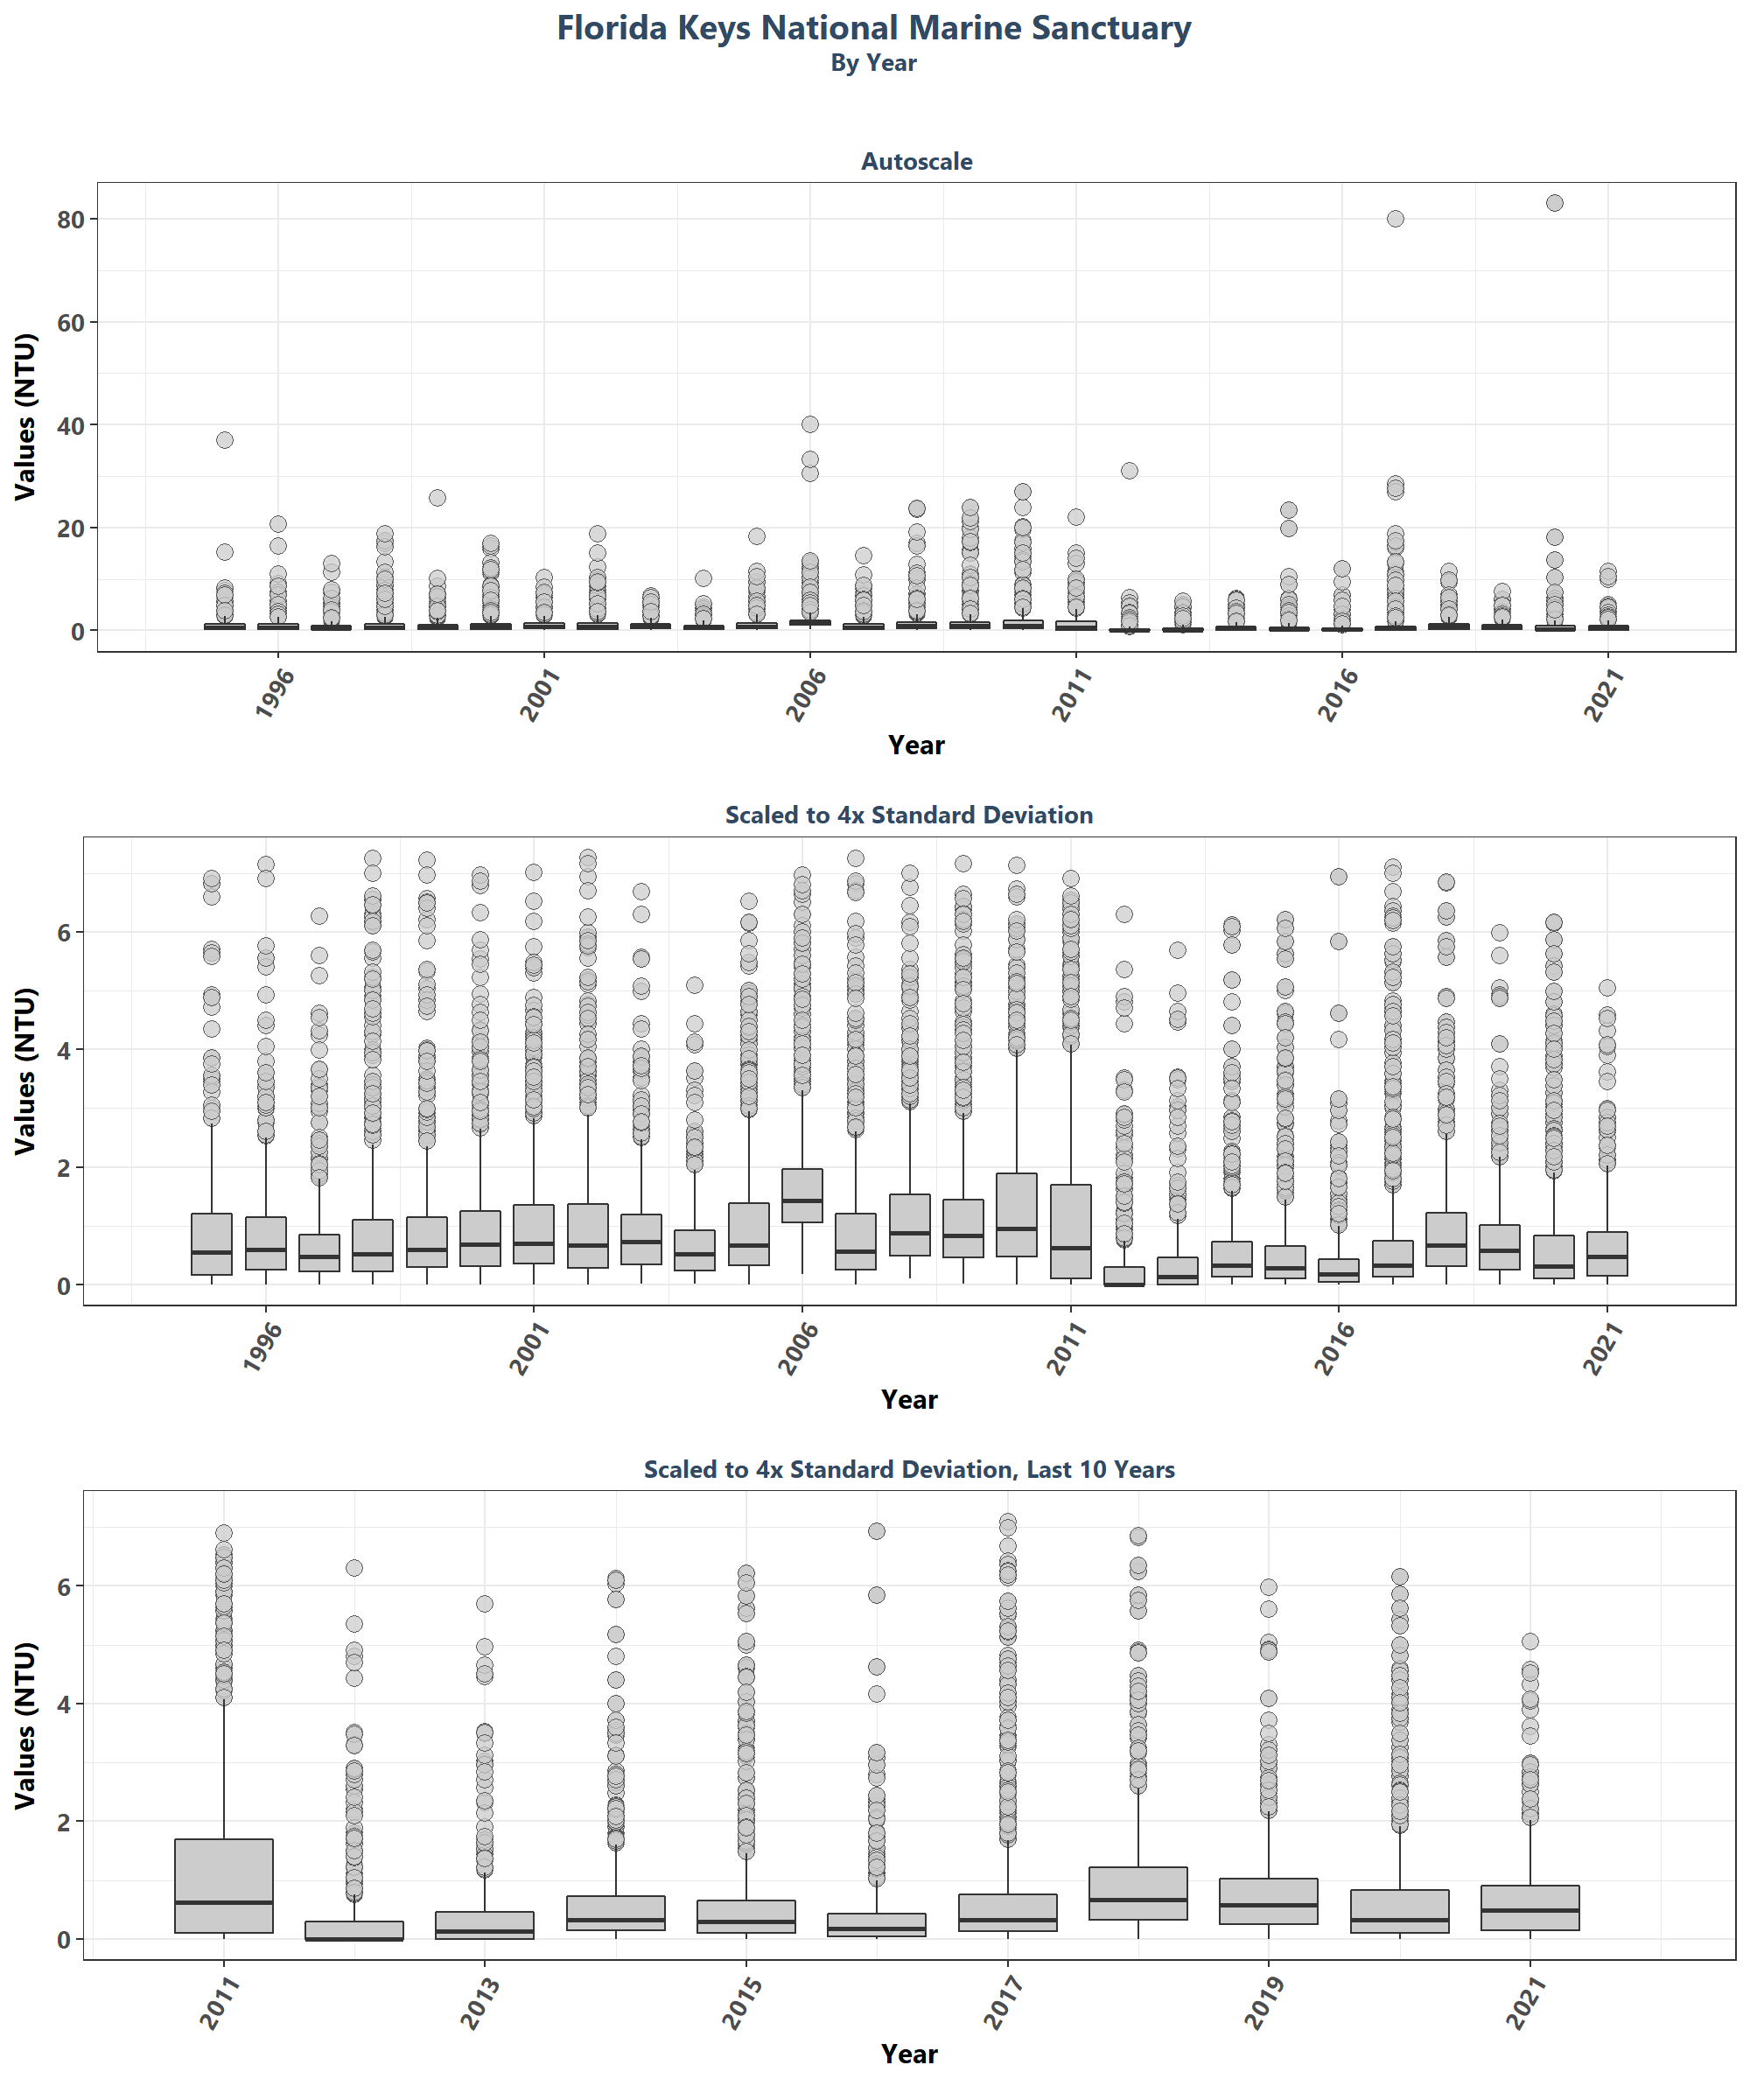 Florida Keys National Marine Sanctuary
By Year
Autoscale
Values (NTU)
80
60
40
20
0
1996 2001 2006 2011 2016 2021
Year
Scaled to 4x Standard Deviation
Values (NTU)
6
4
2
0
1996 2001 2006 2011 2016 2021
Year
Scaled to 4x Standard Deviation, Last 10 Years
Values (NTU)
6
4
2
0
2011 2013 2015 2017 2019 2021
Year